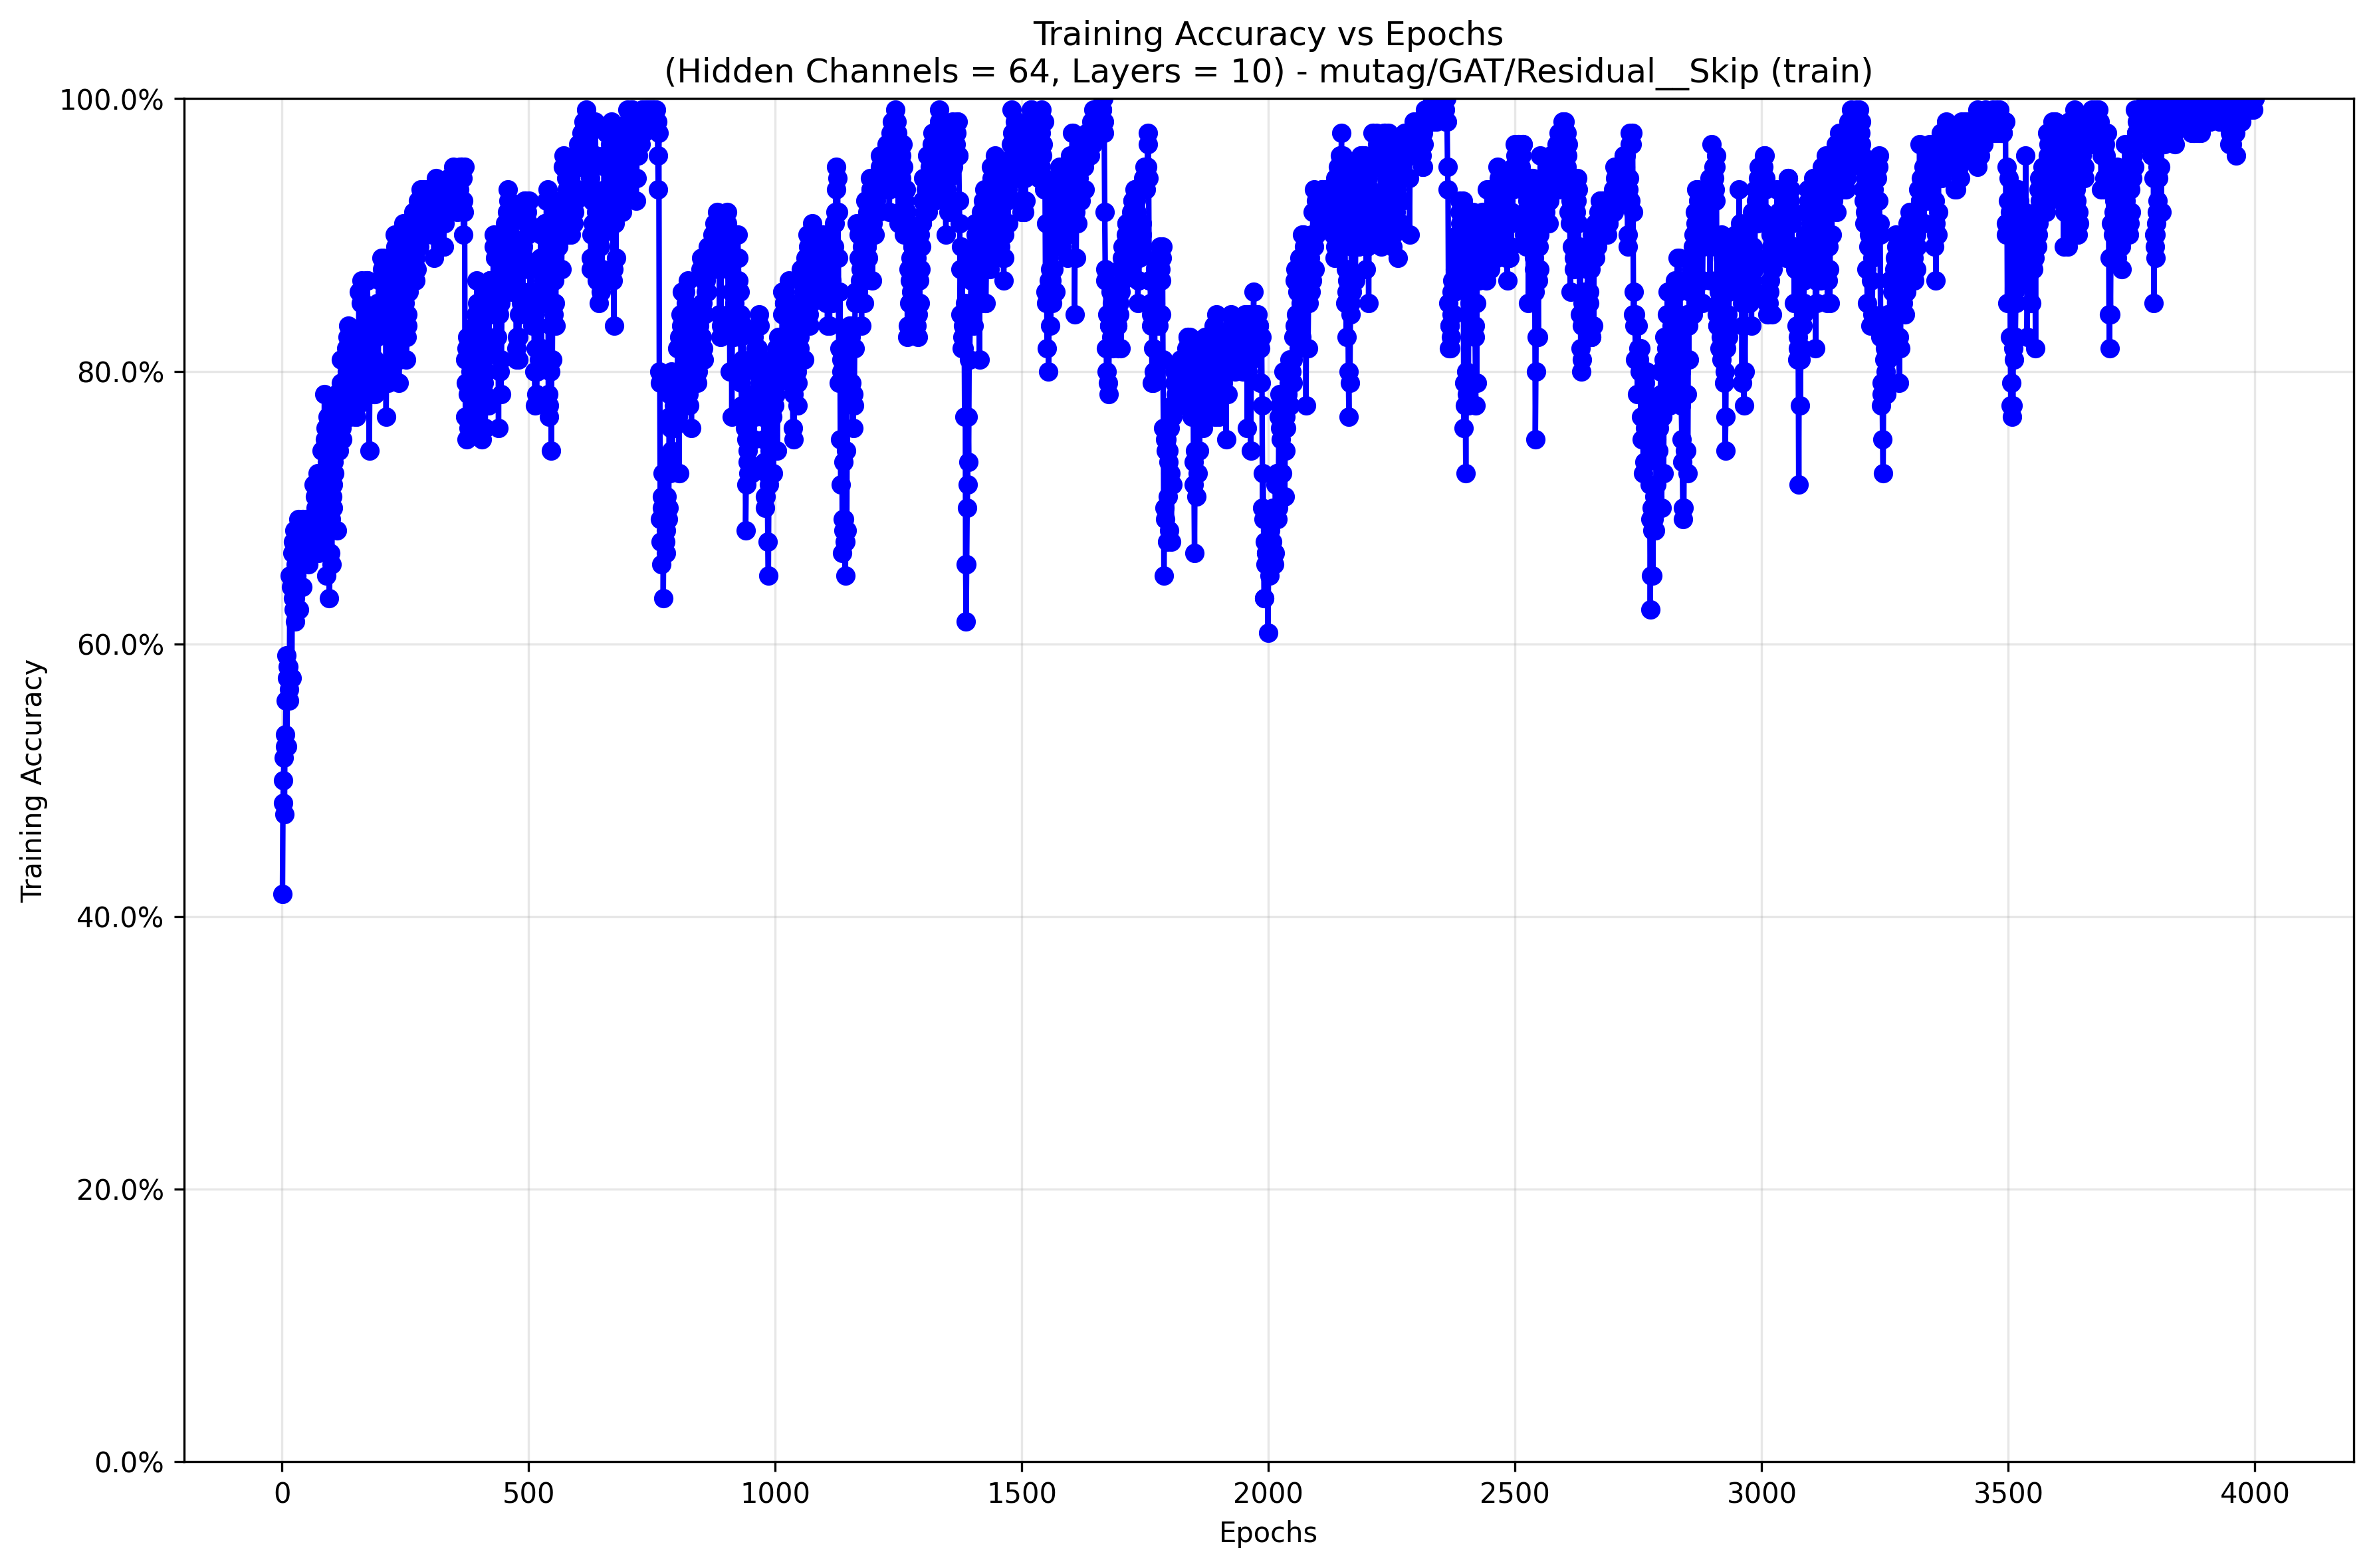 Training Accuracy vs Epochs
(Hidden Channels = 64, Layers = 10) - mutag/GAT/Residual__Skip (train)
100.0%
80.0%
60.0%
40.0%
20.0%
0.0%
Training Accuracy
0 500 1000 1500 2000 2500 3000 3500 4000
Epochs